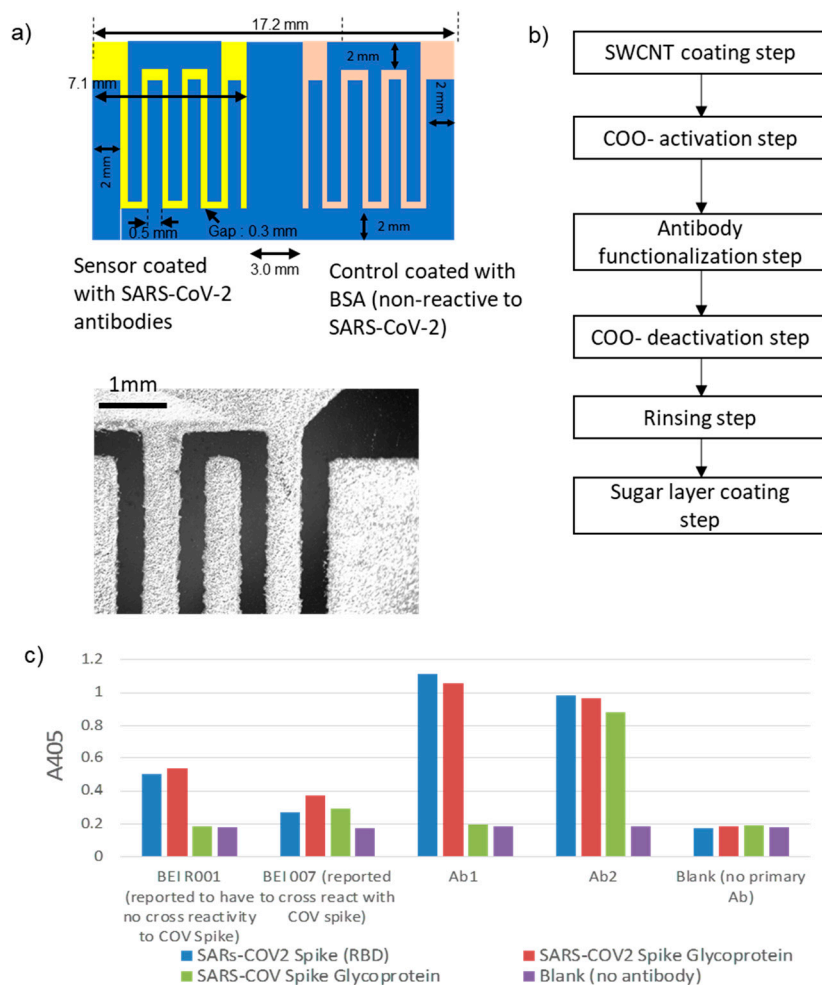 a)
17.2 mm
2 mm
7.1 mm
2 mm
2 mm
0.5 mm
Gap : 0.3 mm
2 mm
3.0 mm
Sensor coated
with SARS-CoV-2
antibodies
Control coated with
BSA (non-reactive to
SARS-CoV-2)
1mm
b)
SWCNT coating step
COO- activation step
Antibody
functionalization step
COO- deactivation step
Rinsing step
Sugar layer coating
step
c)
1.2
1
0.8
0.6
0.4
0.2
0
A405
BEI R001
(reported to have
no cross reactivity
to COV Spike)
BEI 007 (reported
to cross react with
COV spike)
Ab1
Ab2
Blank (no primary
Ab)
SARs-COV2 Spike (RBD)
SARS-COV2 Spike Glycoprotein
SARS-COV Spike Glycoprotein
Blank (no antibody)